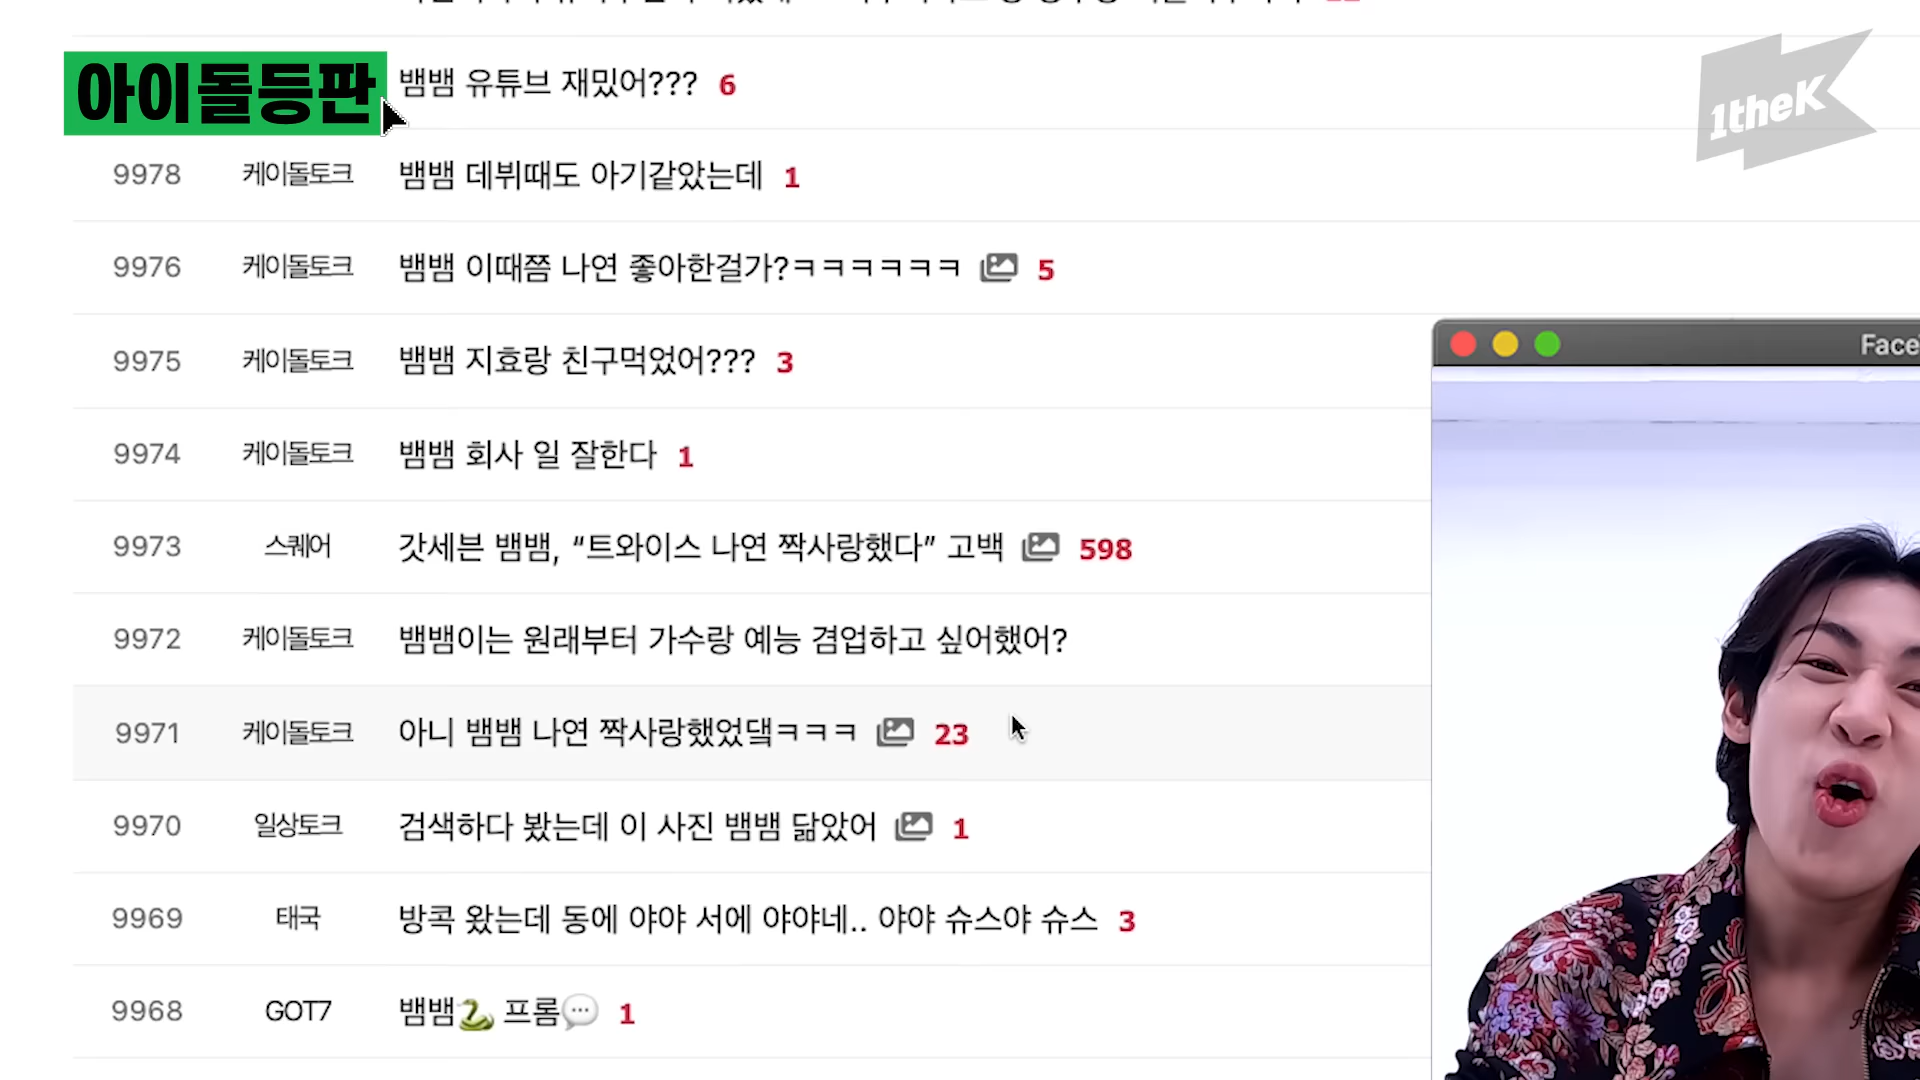 아이돌등판
1theK
뱀뱀 유튜브 재밌어??? 6
9978 케이돌토크 뱀뱀 데뷔때도 아기같았는데 1
9976 케이돌토크 뱀뱀 이때쯤 나연 좋아한걸가?ㅋㅋㅋㅋㅋㅋ 5
9975 케이돌토크 뱀뱀 지효랑 친구먹었어??? 3
9974 케이돌토크 뱀뱀 회사 일 잘한다 1
9973 스퀘어 갓세븐 뱀뱀, “트와이스 나연 짝사랑했다” 고백 598
9972 케이돌토크 뱀뱀이는 원래부터 가수랑 예능 겸업하고 싶어했어?
9971 케이돌토크 아니 뱀뱀 나연 짝사랑했었댘ㅋㅋㅋ 23
9970 일상토크 검색하다 봤는데 이 사진 뱀뱀 닮았어 1
9969 태국 방콕 왔는데 동에 야야 서에 야야네.. 야야 슈스야 슈스 3
9968 GOT7 뱀뱀🐍 프롬💬 1
Face